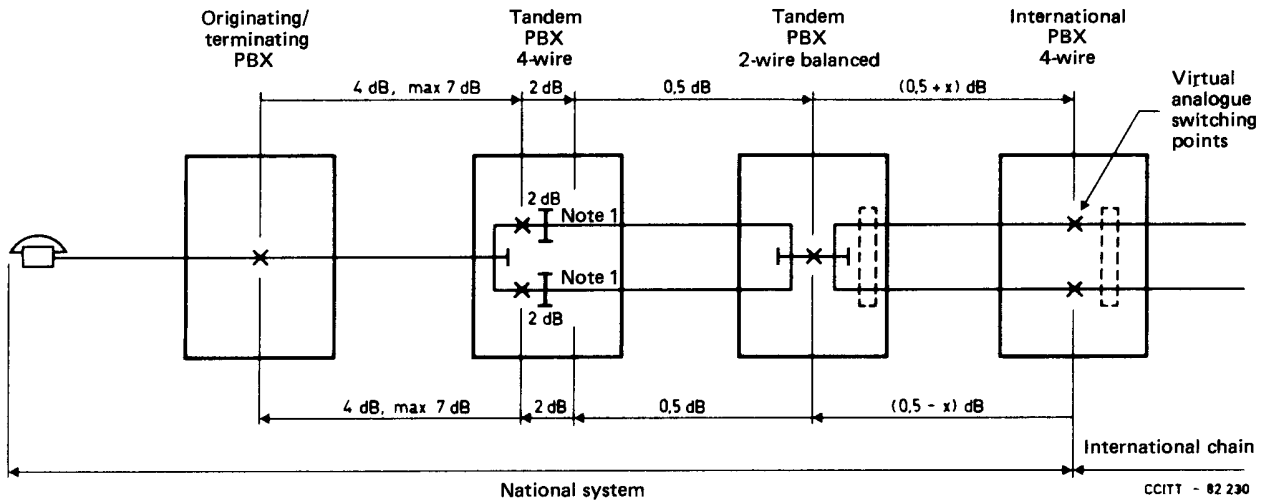 Originating/
terminating
PBX
Tandem
PBX
4-wire
Tandem
PBX
2-wire balanced
International
PBX
4-wire
4 dB, max 7 dB
2 dB
0,5 dB
(0,5 + x) dB
Virtual
analogue
switching
points
2 dB
Note 1
Note 1
2 dB
4 dB, max 7 dB
2 dB
0,5 dB
(0,5 - x) dB
International chain
National system
CCITT - 82 230